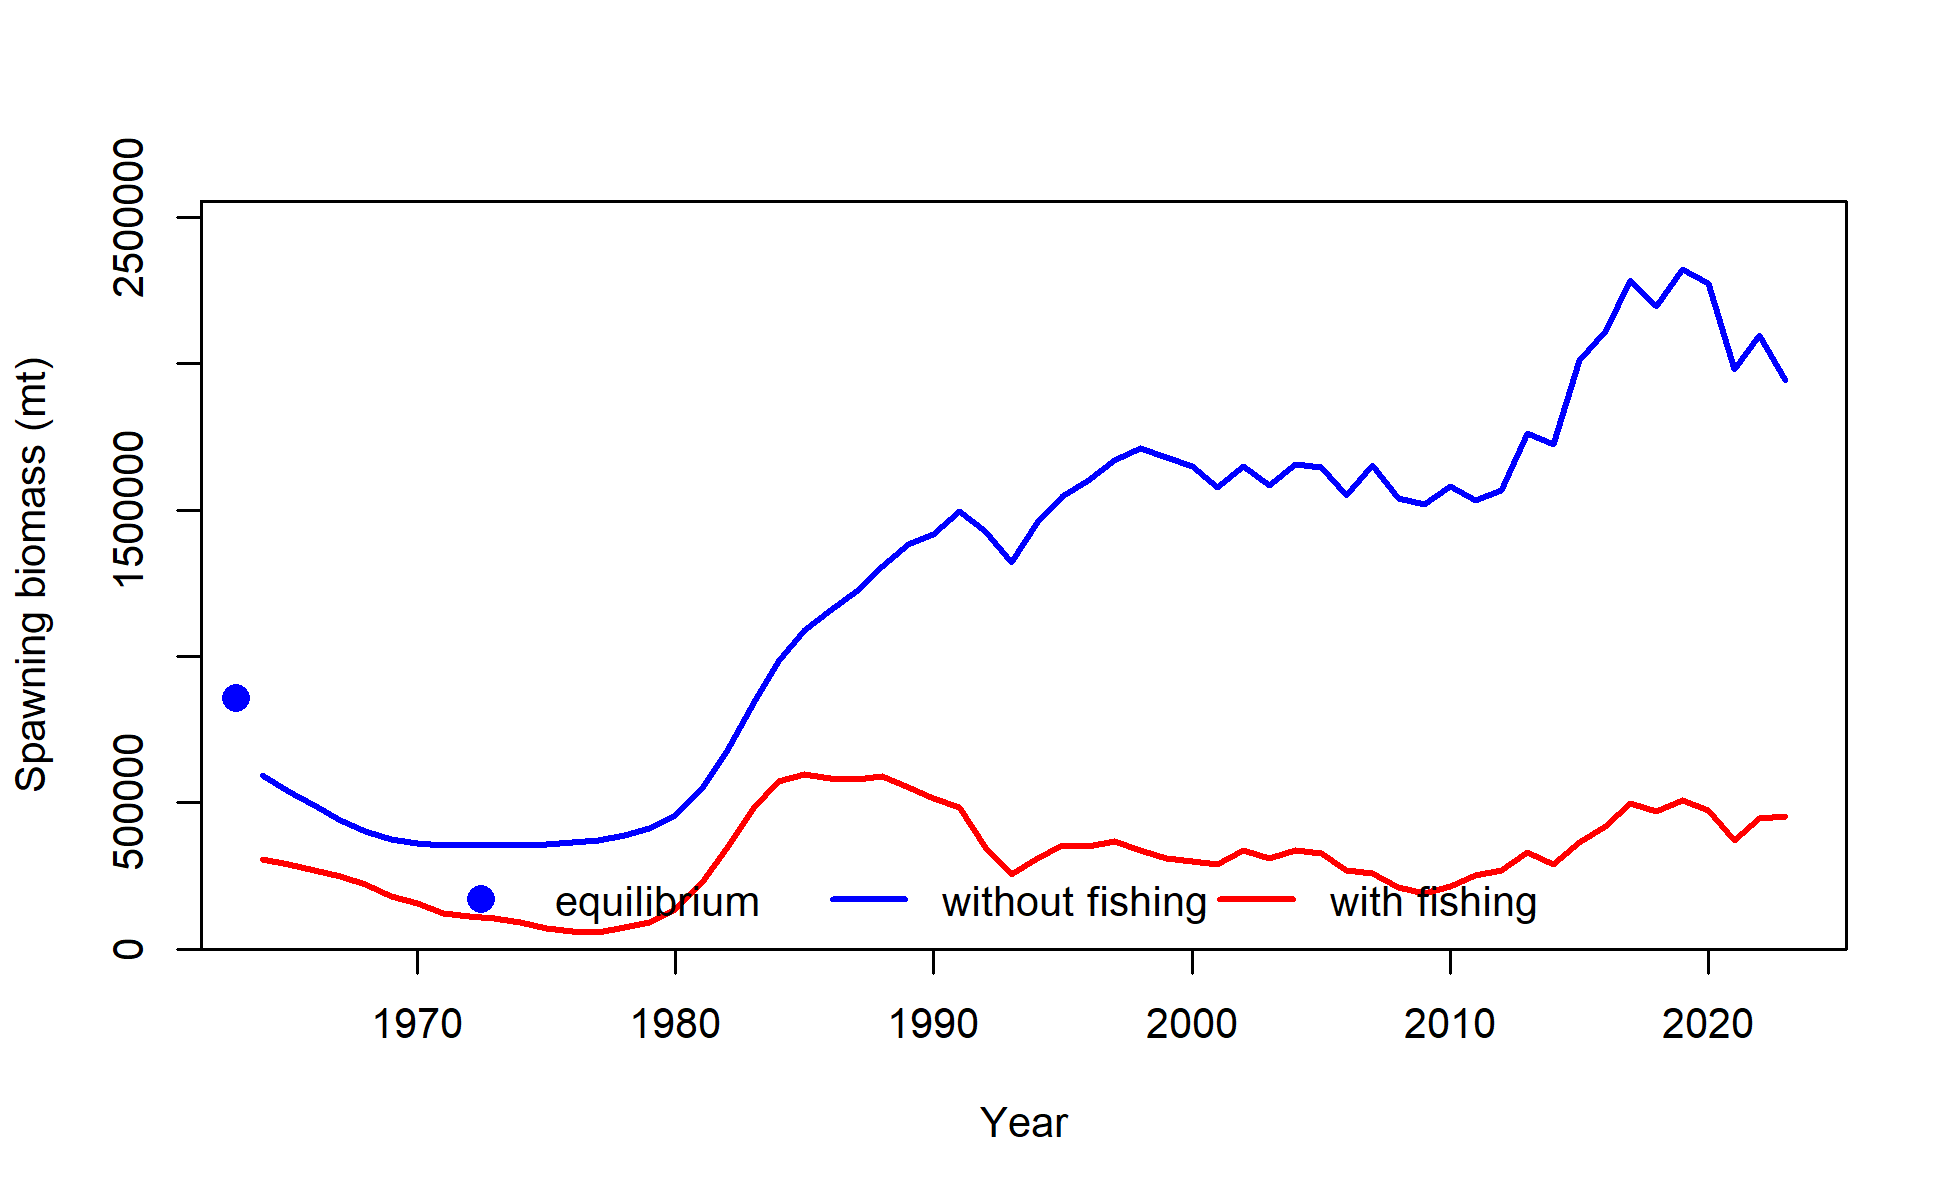 Spawning biomass (mt)
2500000
1500000
500000
0
equilibrium without fishing with fishing
1970 1980 1990 2000 2010 2020
Year